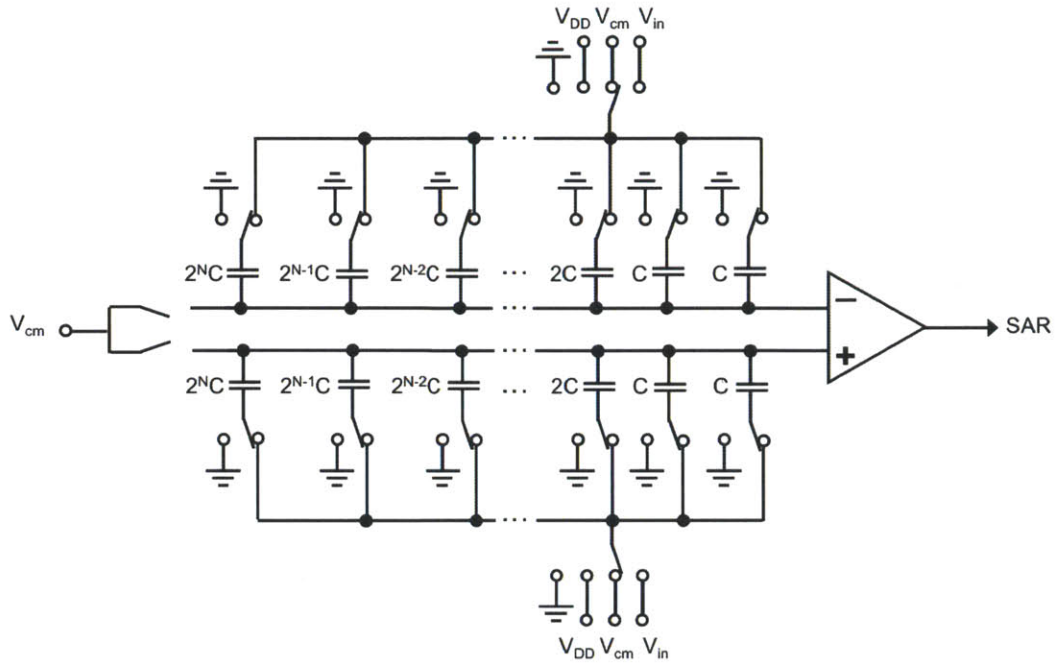 V_DD V_cm V_in
2^N C 2^N-1 C 2^N-2 C ... 2C C C
V_cm
− SAR
+
2^N C 2^N-1 C 2^N-2 C ... 2C C C
V_DD V_cm V_in